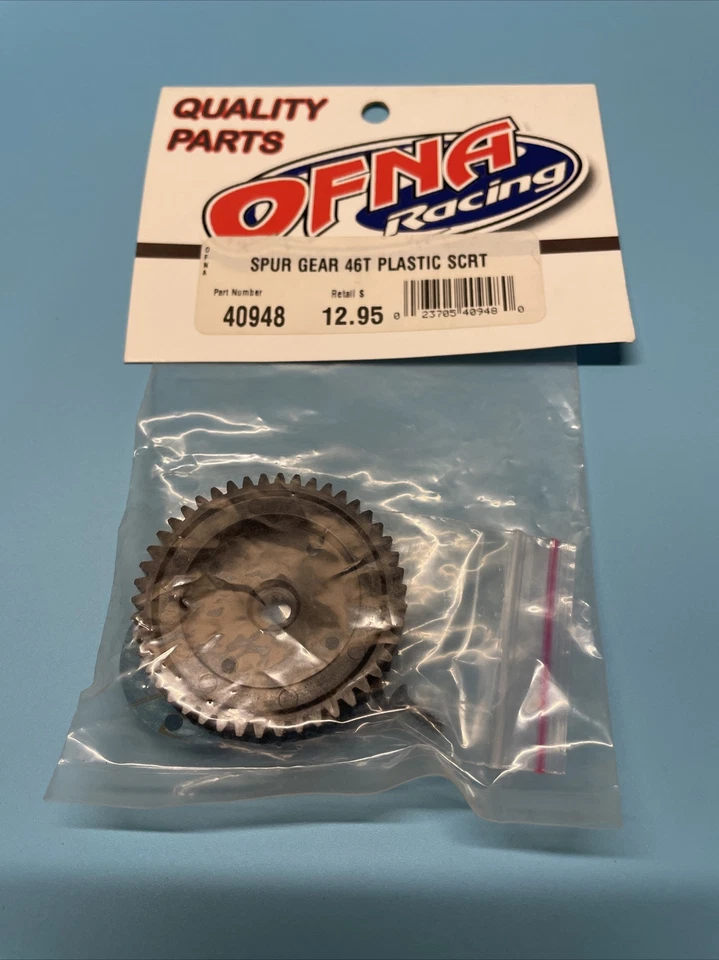 QUALITY
PARTS
OFNA
Racing
OFNA
SPUR GEAR 46T PLASTIC SCRT
Part Number
Retail $
40948
12.95
0 23705 40948 0